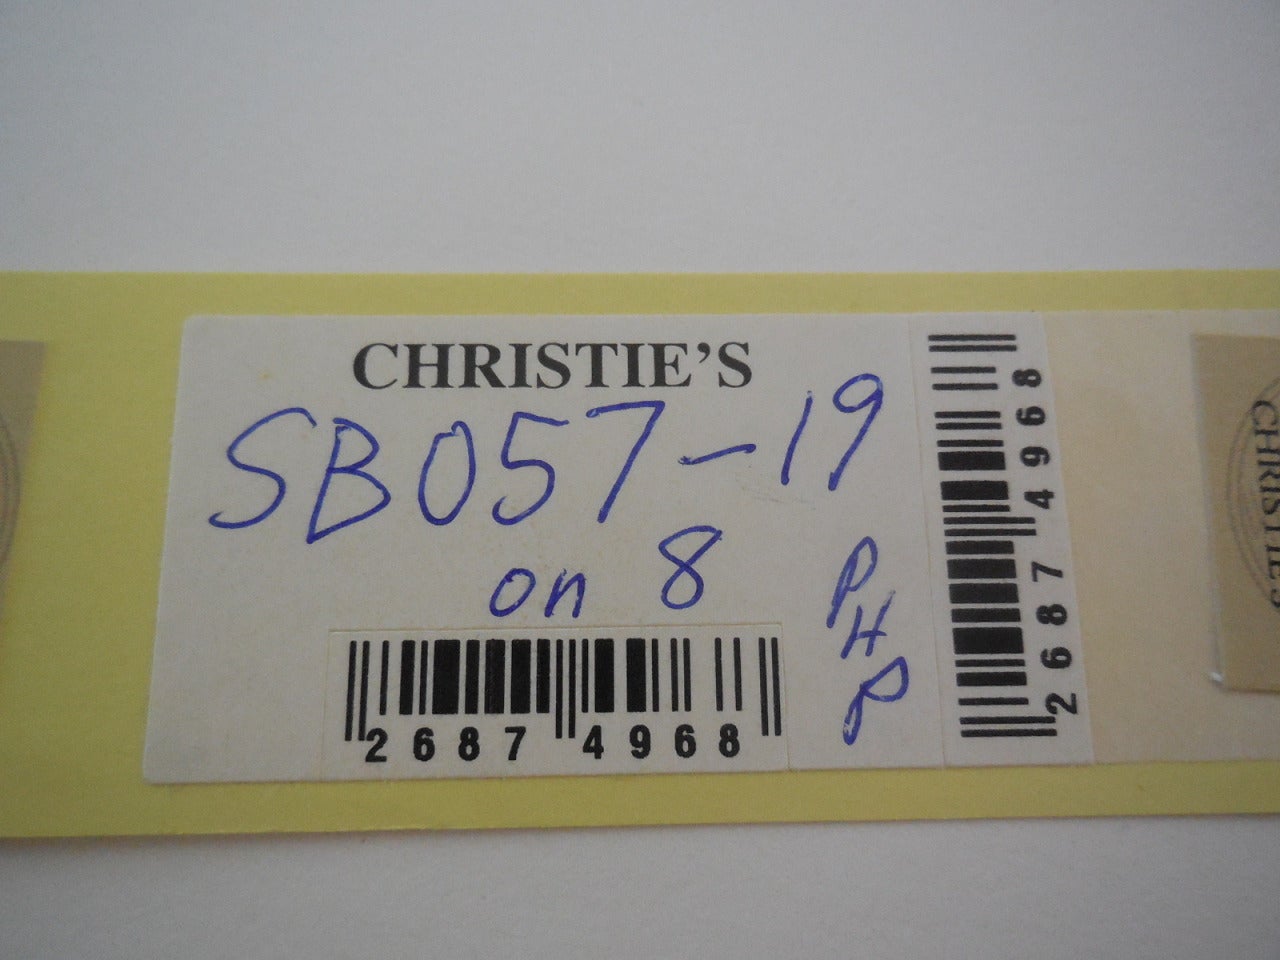 CHRISTIE'S
SB057-19
on 8
PHP
2687 4968
2687 4968
CHRISTIE'S